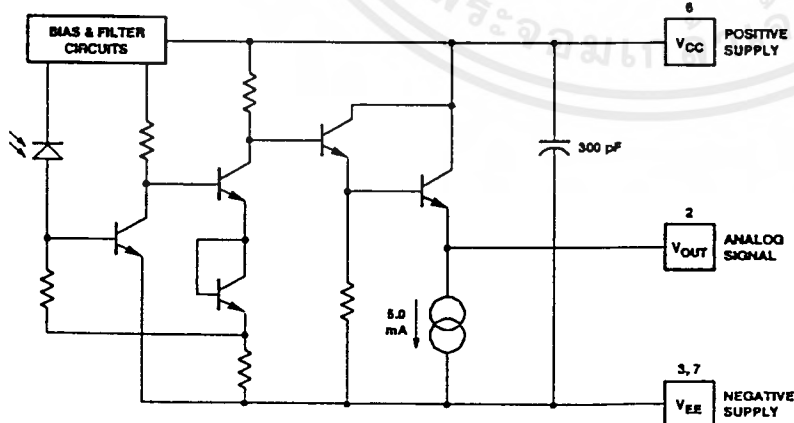 BIAS & FILTER
CIRCUITS
6
VCC
POSITIVE
SUPPLY
300 pF
2
VOUT
ANALOG
SIGNAL
5.0
mA
3, 7
VEE
NEGATIVE
SUPPLY